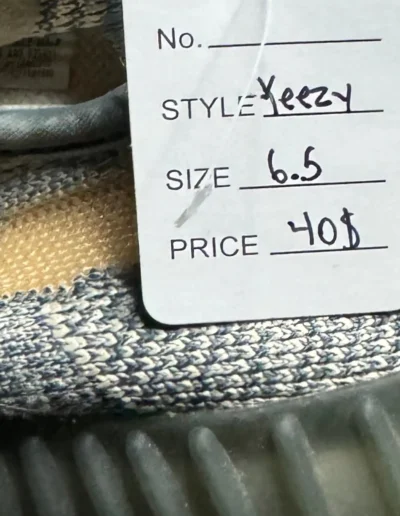 No.
STYLE Yeezy
SIZE 6.5
PRICE 40$